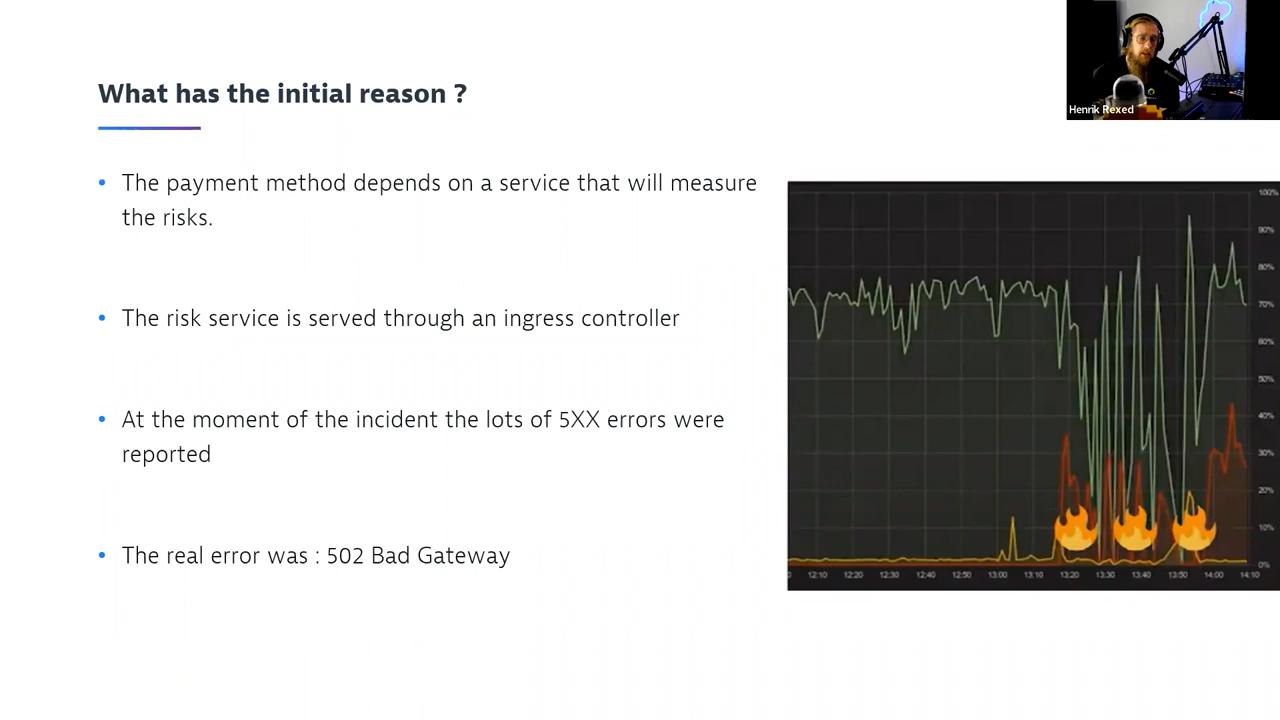 What has the initial reason ?
• The payment method depends on a service that will measure
the risks.
• The risk service is served through an ingress controller
• At the moment of the incident the lots of 5XX errors were
reported
• The real error was : 502 Bad Gateway
Henrik Rexed
100%
90%
80%
70%
60%
50%
40%
30%
20%
10%
0%
12:10 12:20 12:30 12:40 12:50 13:00 13:10 13:20 13:30 13:40 13:50 14:00 14:10